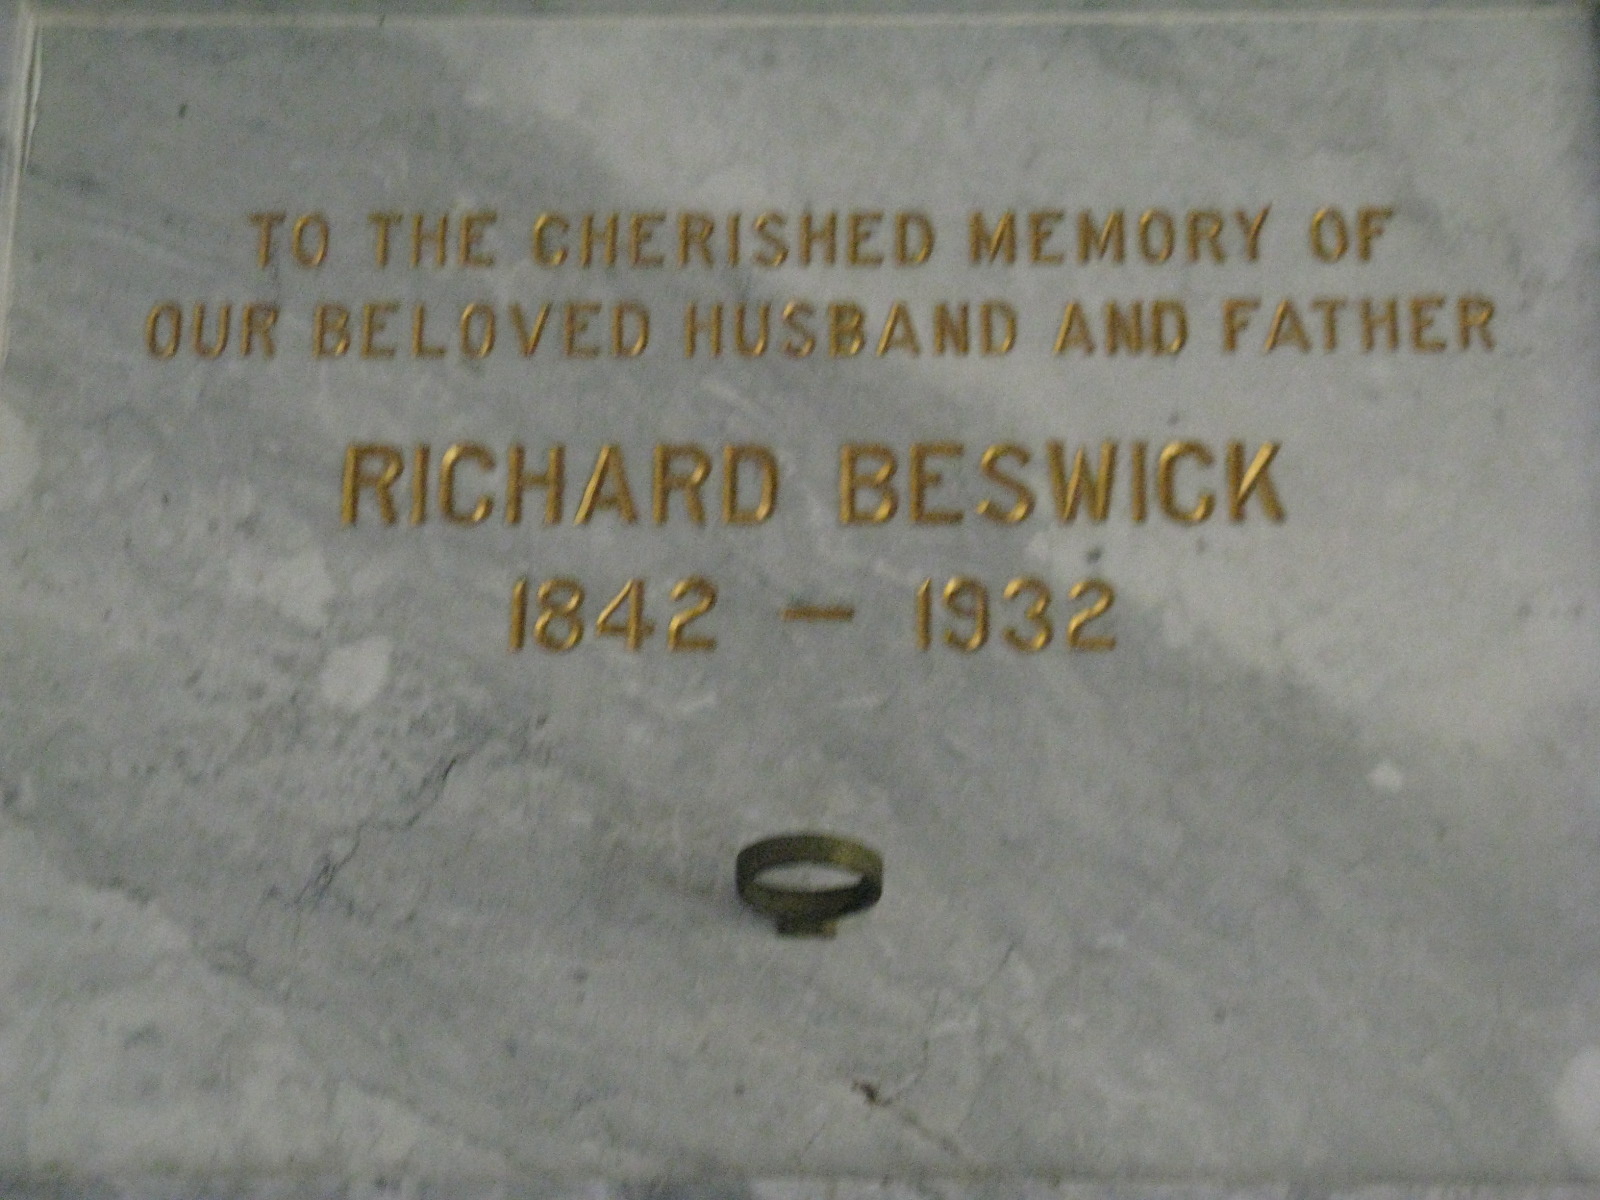 TO THE CHERISHED MEMORY OF
OUR BELOVED HUSBAND AND FATHER
RICHARD BESWICK
1842 — 1932